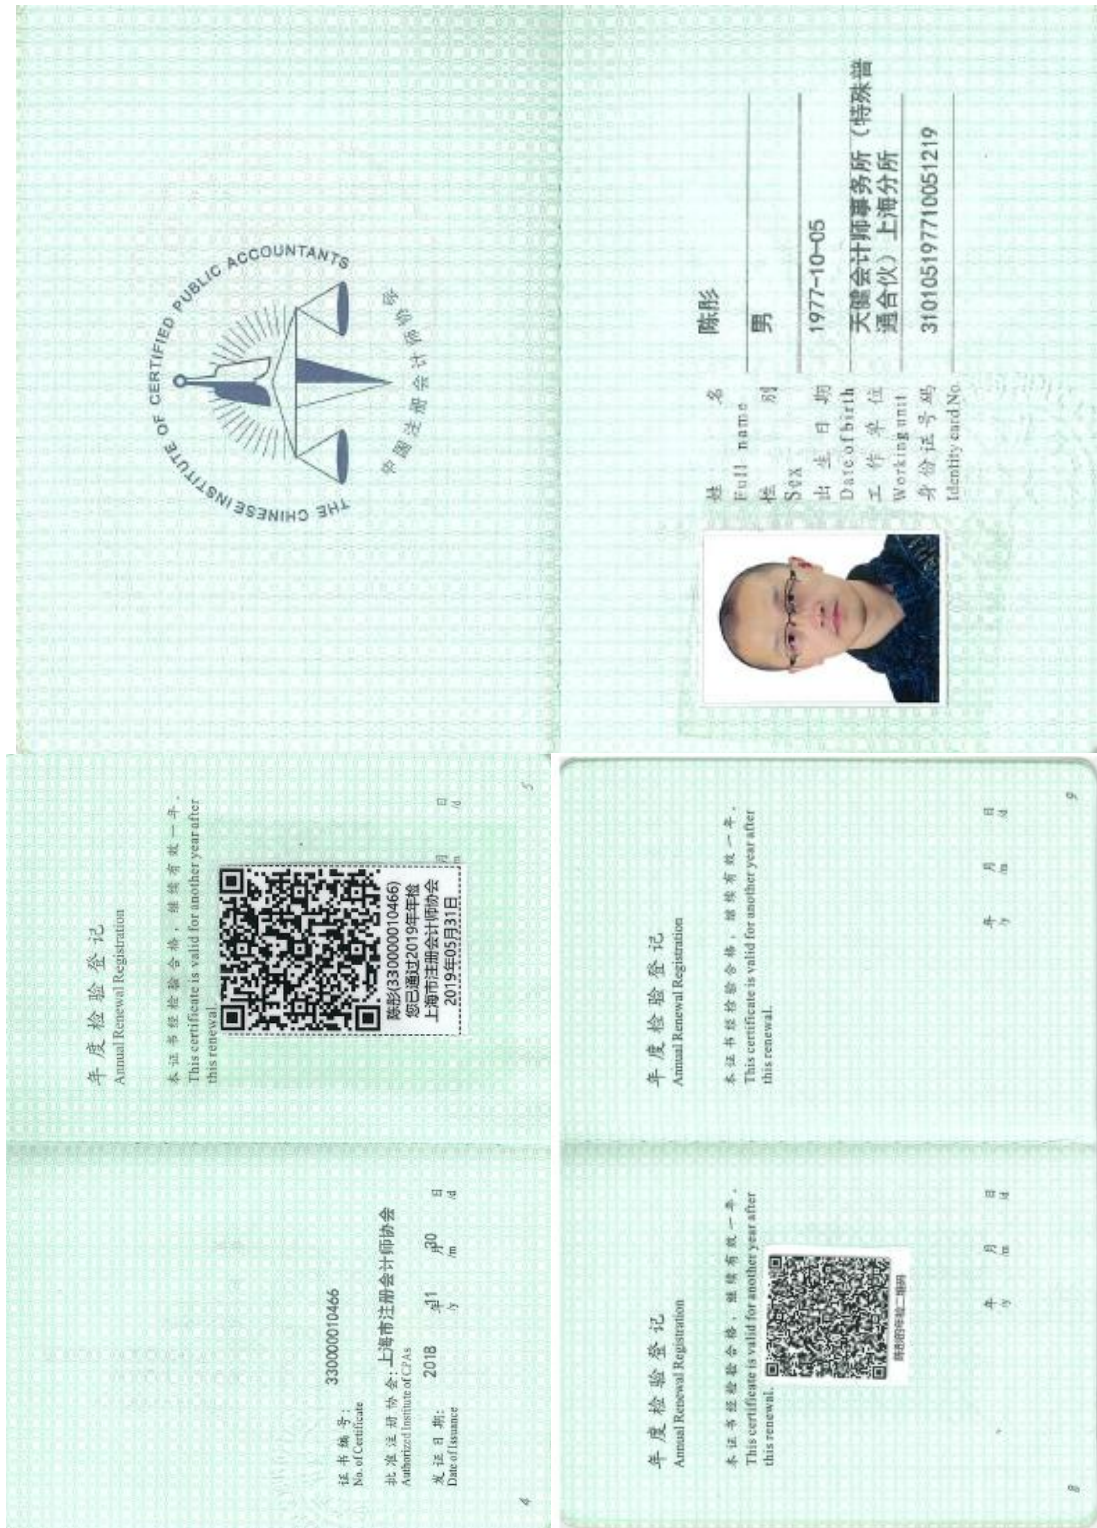 THE CHINESE INSTITUTE OF CERTIFIED PUBLIC ACCOUNTANTS
中国注册会计师协会
姓 名 陈彤
Full name
性 别 男
Sex
出生日期 1977-10-05
Date of birth
工作单位 天健会计师事务所（特殊普
通合伙）上海分所
Working unit
身份证号码 310105197710051219
Identity card No.
证书编号: 330000010466
No. of Certificate
批准注册协会: 上海市注册会计师协会
Authorized Institute of CPAs
发证日期: 2018 年11 月30 日
Date of Issuance /y /m /d
4
年度检验登记
Annual Renewal Registration
本证书经检验合格，继续有效一年。
This certificate is valid for another year after
this renewal.
陈彤(330000010466)
您已通过2019年年检
上海市注册会计师协会
2019年05月31日
月 日
/m /d
5
年度检验登记
Annual Renewal Registration
本证书经检验合格，继续有效一年。
This certificate is valid for another year after
this renewal.
陈彤的年检二维码
年 月 日
/y /m /d
8
年度检验登记
Annual Renewal Registration
本证书经检验合格，继续有效一年。
This certificate is valid for another year after
this renewal.
年 月 日
/y /m /d
9